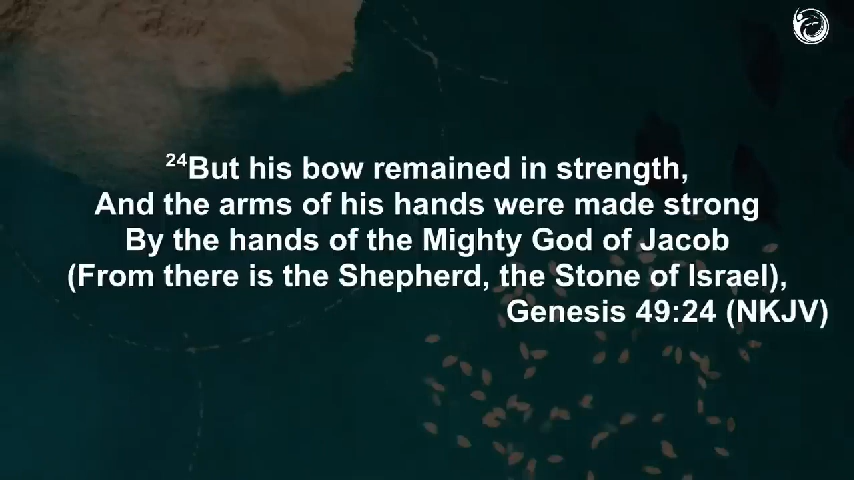 24But his bow remained in strength,
And the arms of his hands were made strong
By the hands of the Mighty God of Jacob
(From there is the Shepherd, the Stone of Israel),
Genesis 49:24 (NKJV)